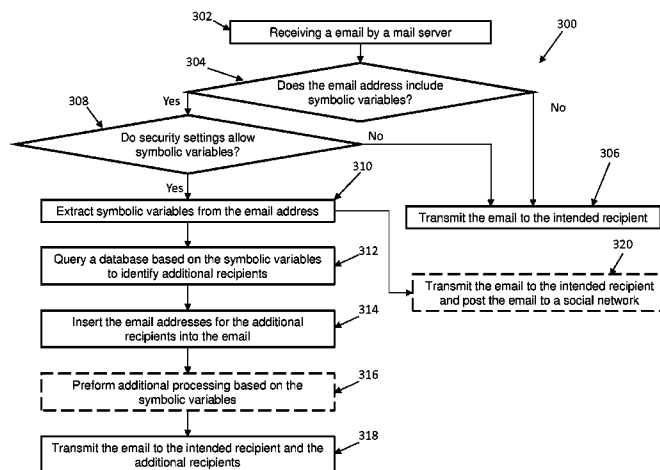 302
Receiving a email by a mail server
300
304
Does the email address include
symbolic variables?
308
Yes
No
Do security settings allow
symbolic variables?
No
Yes
310
306
Extract symbolic variables from the email address
Transmit the email to the intended recipient
312
Query a database based on the symbolic variables
to identify additional recipients
320
Transmit the email to the intended recipient
and post the email to a social network
314
Insert the email addresses for the additional
recipients into the email
316
Preform additional processing based on the
symbolic variables
318
Transmit the email to the intended recipient and the
additional recipients